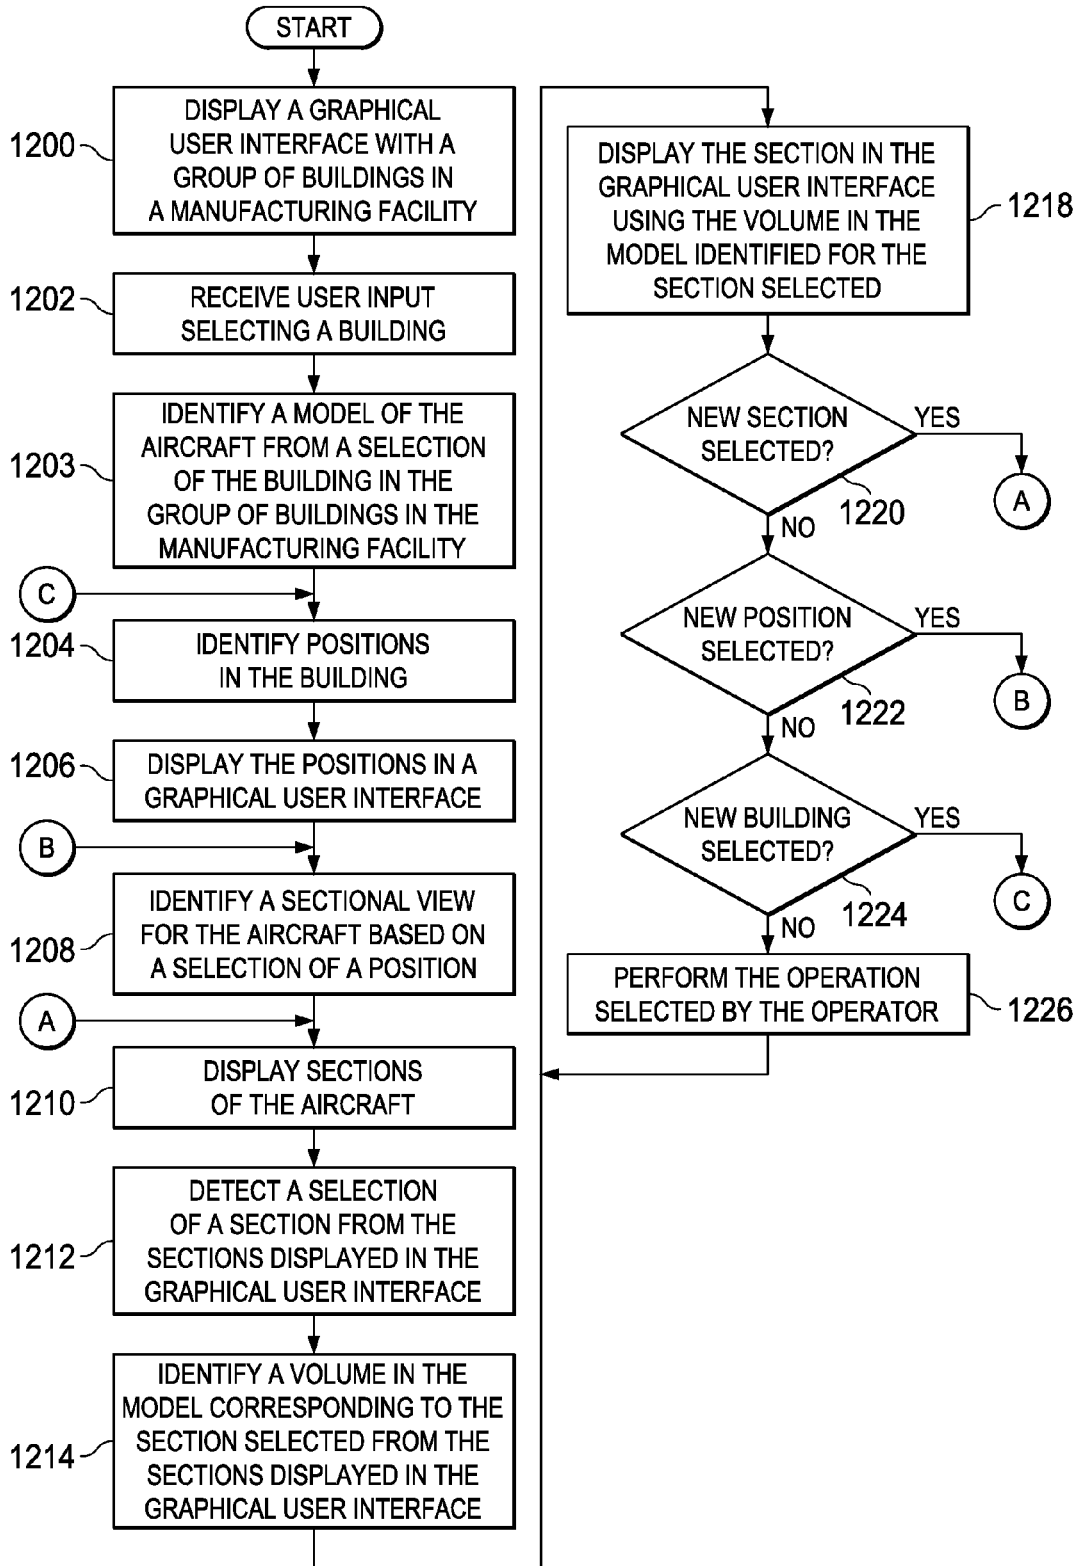 START
1200
DISPLAY A GRAPHICAL
USER INTERFACE WITH A
GROUP OF BUILDINGS IN
A MANUFACTURING FACILITY
1202
RECEIVE USER INPUT
SELECTING A BUILDING
1203
IDENTIFY A MODEL OF THE
AIRCRAFT FROM A SELECTION
OF THE BUILDING IN THE
GROUP OF BUILDINGS IN THE
MANUFACTURING FACILITY
C
1204
IDENTIFY POSITIONS
IN THE BUILDING
1206
DISPLAY THE POSITIONS IN A
GRAPHICAL USER INTERFACE
B
1208
IDENTIFY A SECTIONAL VIEW
FOR THE AIRCRAFT BASED ON
A SELECTION OF A POSITION
A
1210
DISPLAY SECTIONS
OF THE AIRCRAFT
1212
DETECT A SELECTION
OF A SECTION FROM THE
SECTIONS DISPLAYED IN THE
GRAPHICAL USER INTERFACE
1214
IDENTIFY A VOLUME IN THE
MODEL CORRESPONDING TO THE
SECTION SELECTED FROM THE
SECTIONS DISPLAYED IN THE
GRAPHICAL USER INTERFACE
DISPLAY THE SECTION IN THE
GRAPHICAL USER INTERFACE
USING THE VOLUME IN THE
MODEL IDENTIFIED FOR THE
SECTION SELECTED
1218
NEW SECTION
SELECTED?
YES
A
1220
NO
NEW POSITION
SELECTED?
YES
B
1222
NO
NEW BUILDING
SELECTED?
YES
C
1224
NO
PERFORM THE OPERATION
SELECTED BY THE OPERATOR
1226